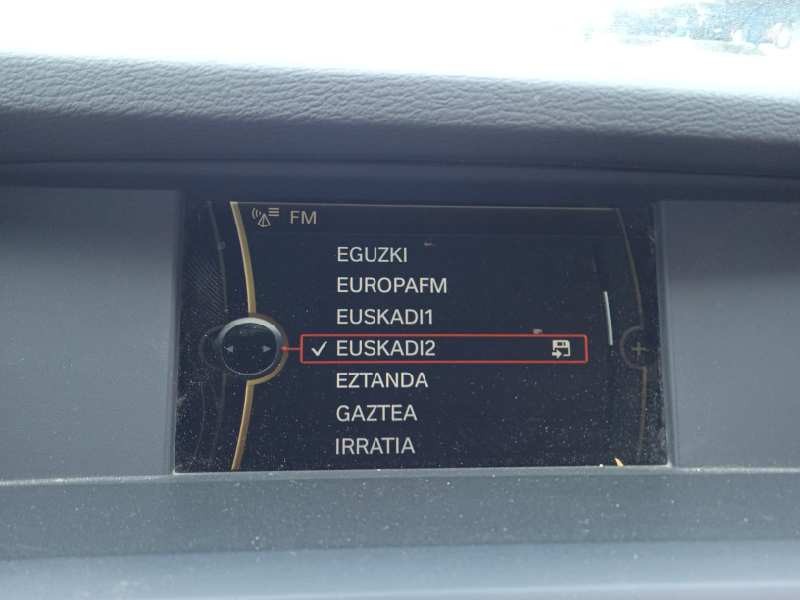 FM
EGUZKI
EUROPAFM
EUSKADI1
EUSKADI2
EZTANDA
GAZTEA
IRRATIA